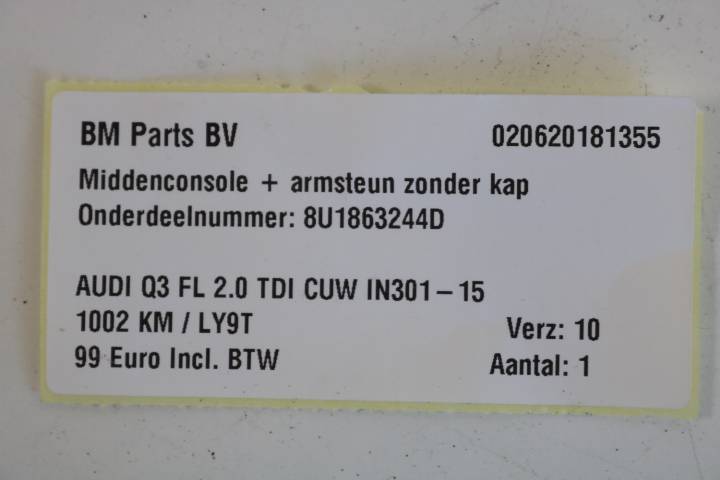 BM Parts BV 020620181355
Middenconsole + armsteun zonder kap
Onderdeelnummer: 8U1863244D
AUDI Q3 FL 2.0 TDI CUW IN301-15
1002 KM / LY9T Verz: 10
99 Euro Incl. BTW Aantal: 1